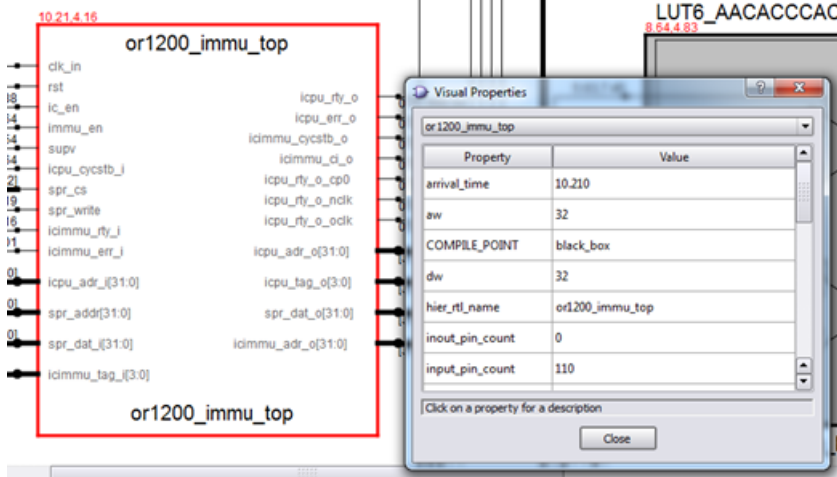 10.21,4.16
or1200_immu_top
clk_in
rst
ic_en
immu_en
supv
icpu_cycstb_i
spr_cs
spr_write
icimmu_rty_i
icimmu_err_i
icpu_adr_i[31:0]
spr_addr[31:0]
spr_dat_i[31:0]
icimmu_tag_i[3:0]
icpu_rty_o
icpu_err_o
icimmu_cycstb_o
icimmu_ci_o
icpu_rty_o_cp0
icpu_rty_o_nclk
icpu_rty_o_oclk
icpu_adr_o[31:0]
icpu_tag_o[3:0]
spr_dat_o[31:0]
icimmu_adr_o[31:0]
or1200_immu_top
LUT6_AACACCCAC
8.64,4.83
Visual Properties
or1200_immu_top
Property Value
arrival_time 10.210
aw 32
COMPILE_POINT black_box
dw 32
hier_rtl_name or1200_immu_top
inout_pin_count 0
input_pin_count 110
Click on a property for a description
Close